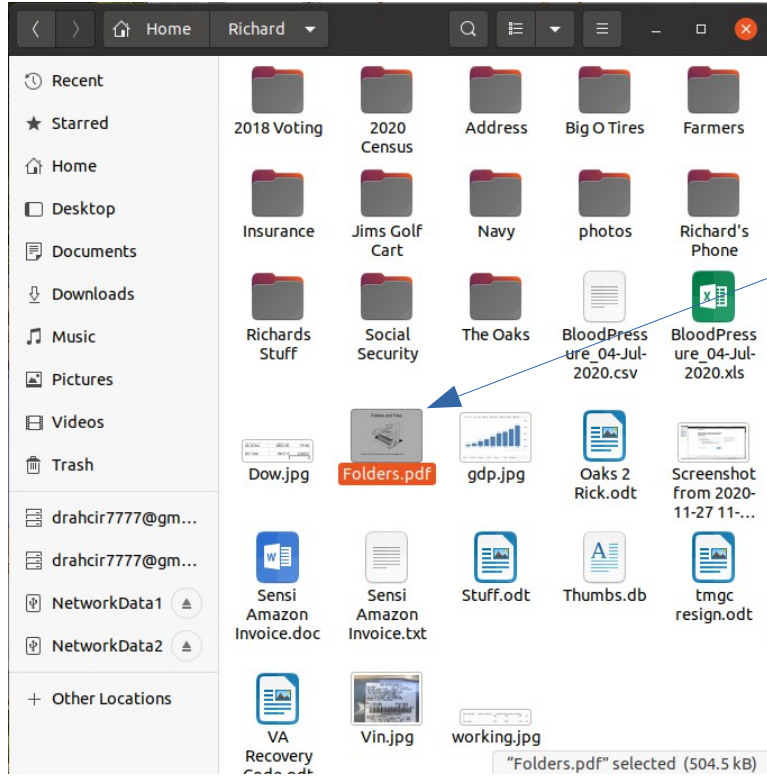 Home
Richard
Recent
Starred
Home
Desktop
Documents
Downloads
Music
Pictures
Videos
Trash
drahcir7777@gm...
drahcir7777@gm...
NetworkData1
NetworkData2
Other Locations
2018 Voting
2020
Census
Address
Big O Tires
Farmers
Insurance
Jims Golf
Cart
Navy
photos
Richard's
Phone
Richards
Stuff
Social
Security
The Oaks
BloodPress
ure_04-Jul-
2020.csv
BloodPress
ure_04-Jul-
2020.xls
Dow.jpg
Folders and Files
Folders.pdf
gdp.jpg
Oaks 2
Rick.odt
Screenshot
from 2020-
11-27 11-...
Sensi
Amazon
Invoice.doc
Sensi
Amazon
Invoice.txt
Stuff.odt
Thumbs.db
tmgc
resign.odt
VA
Recovery
Code.odt
Vin.jpg
working.jpg
"Folders.pdf" selected (504.5 kB)